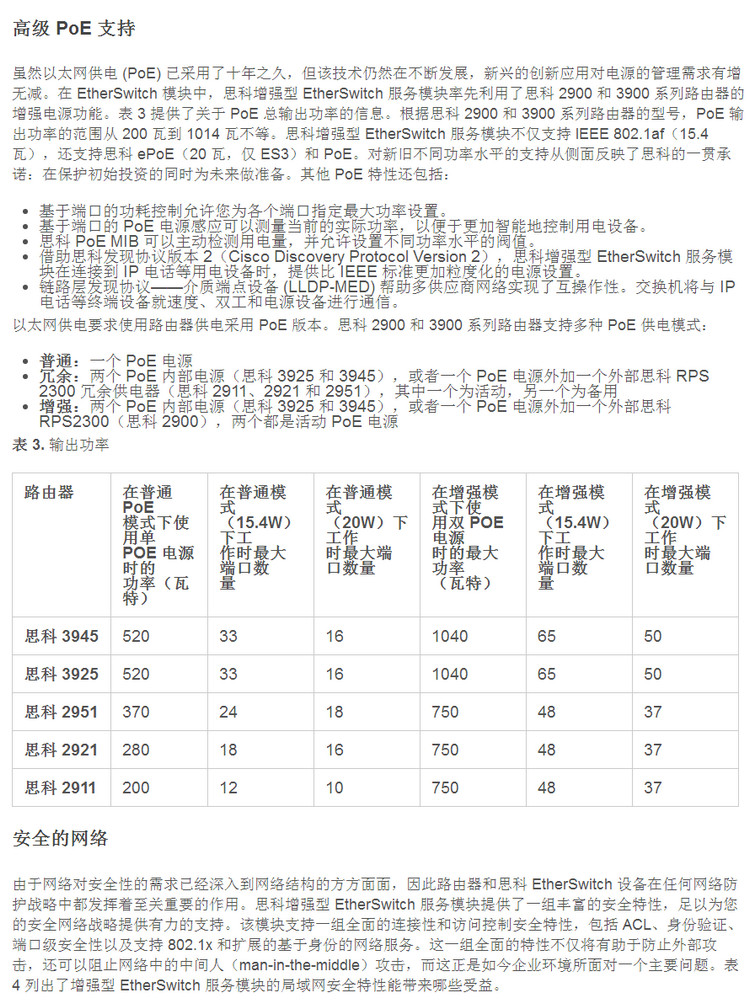 高级 PoE 支持
虽然以太网供电 (PoE) 已采用了十年之久，但该技术仍然在不断发展，新兴的创新应用对电源的管理需求有增
无减。在 EtherSwitch 模块中，思科增强型 EtherSwitch 服务模块率先利用了思科 2900 和 3900 系列路由器的
增强电源功能。表 3 提供了关于 PoE 总输出功率的信息。根据思科 2900 和 3900 系列路由器的型号，PoE 输
出功率的范围从 200 瓦到 1014 瓦不等。思科增强型 EtherSwitch 服务模块不仅支持 IEEE 802.1af（15.4
瓦），还支持思科 ePoE（20 瓦，仅 ES3）和 PoE。对新旧不同功率水平的支持从侧面反映了思科的一贯承
诺：在保护初始投资的同时为未来做准备。其他 PoE 特性还包括：
• 基于端口的功耗控制允许您为各个端口指定最大功率设置。
• 基于端口的 PoE 电源感应可以测量当前的实际功率，以便于更加智能地控制用电设备。
• 思科 PoE MIB 可以主动检测用电量，并允许设置不同功率水平的阀值。
• 借助思科发现协议版本 2（Cisco Discovery Protocol Version 2），思科增强型 EtherSwitch 服务模
块在连接到 IP 电话等用电设备时，提供比 IEEE 标准更加粒度化的电源设置。
• 链路层发现协议——介质端点设备 (LLDP-MED) 帮助多供应商网络实现了互操作性。交换机将与 IP
电话等终端设备就速度、双工和电源设备进行通信。
以太网供电要求使用路由器供电采用 PoE 版本。思科 2900 和 3900 系列路由器支持多种 PoE 供电模式：
• 普通：一个 PoE 电源
• 冗余：两个 PoE 内部电源（思科 3925 和 3945），或者一个 PoE 电源外加一个外部思科 RPS
2300 冗余供电器（思科 2911、2921 和 2951），其中一个为活动，另一个为备用
• 增强：两个 PoE 内部电源（思科 3925 和 3945），或者一个 PoE 电源外加一个外部思科
RPS2300（思科 2900），两个都是活动 PoE 电源
表 3. 输出功率
路由器
在普通
PoE
模式下使
用单
POE 电源
时的
功率（瓦
特）
在普通模
式
（15.4W）
下工
作时最大
端口数
量
在普通模
式
（20W）下
工作
时最大端
口数量
在增强模
式下使
用双 POE
电源
时的最大
功率
（瓦特）
在增强模
式
（15.4W）
下工
作时最大
端口数
量
在增强模
式
（20W）下
工作
时最大端
口数量
思科 3945 520 33 16 1040 65 50
思科 3925 520 33 16 1040 65 50
思科 2951 370 24 18 750 48 37
思科 2921 280 18 16 750 48 37
思科 2911 200 12 10 750 48 37
安全的网络
由于网络对安全性的需求已经深入到网络结构的方方面面，因此路由器和思科 EtherSwitch 设备在任何网络防
护战略中都发挥着至关重要的作用。思科增强型 EtherSwitch 服务模块提供了一组丰富的安全特性，足以为您
的安全网络战略提供有力的支持。该模块支持一组全面的连接性和访问控制安全特性，包括 ACL、身份验证、
端口级安全性以及支持 802.1x 和扩展的基于身份的网络服务。这一组全面的特性不仅将有助于防止外部攻
击，还可以阻止网络中的中间人（man-in-the-middle）攻击，而这正是如今企业环境所面对一个主要问题。表
4 列出了增强型 EtherSwitch 服务模块的局域网安全特性能带来哪些受益。